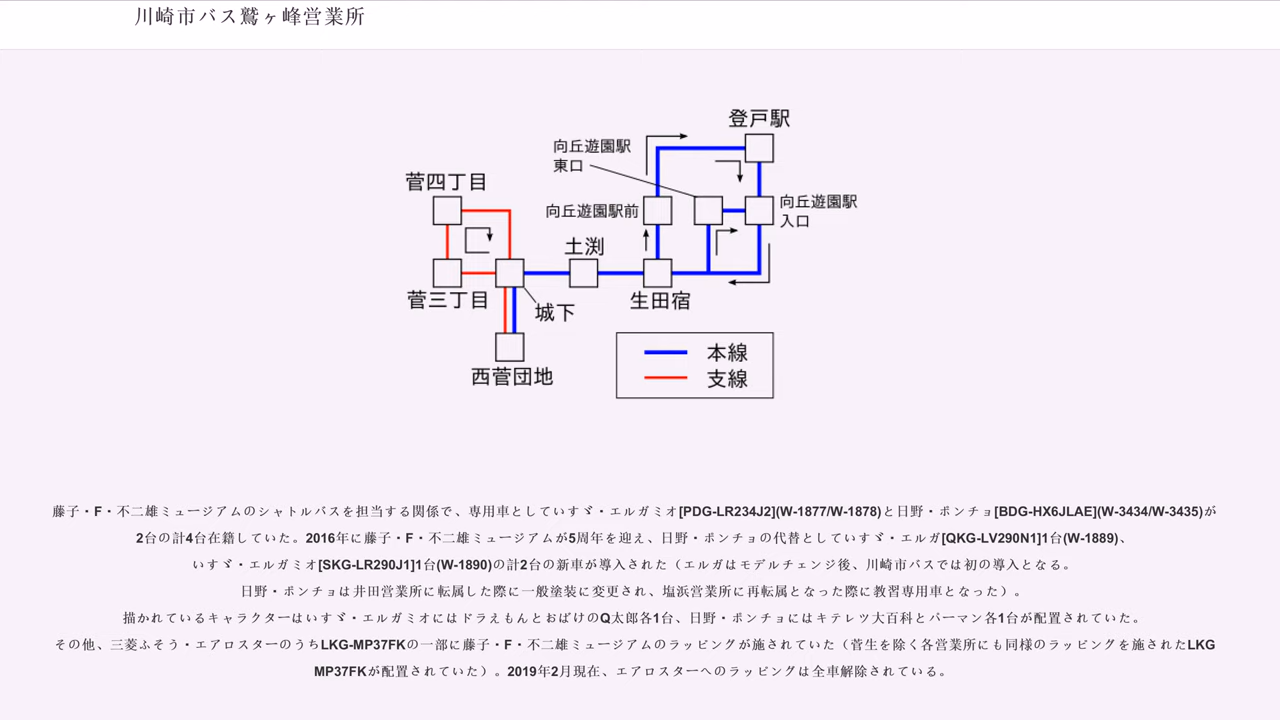 川崎市バス鷲ヶ峰営業所
登戸駅
向丘遊園駅
東口
菅四丁目
向丘遊園駅前
向丘遊園駅
入口
土渕
菅三丁目
城下
生田宿
西菅団地
本線
支線
藤子・F・不二雄ミュージアムのシャトルバスを担当する関係で、専用車としていすゞ・エルガミオ[PDG-LR234J2](W-1877/W-1878)と日野・ポンチョ[BDG-HX6JLAE](W-3434/W-3435)が
2台の計4台在籍していた。2016年に藤子・F・不二雄ミュージアムが5周年を迎え、日野・ポンチョの代替としていすゞ・エルガ[QKG-LV290N1]1台(W-1889)、
いすゞ・エルガミオ[SKG-LR290J1]1台(W-1890)の計2台の新車が導入された（エルガはモデルチェンジ後、川崎市バスでは初の導入となる。
日野・ポンチョは井田営業所に転属した際に一般塗装に変更され、塩浜営業所に再転属となった際に教習専用車となった）。
描かれているキャラクターはいすゞ・エルガミオにはドラえもんとおばけのQ太郎各1台、日野・ポンチョにはキテレツ大百科とパーマン各1台が配置されていた。
その他、三菱ふそう・エアロスターのうちLKG-MP37FKの一部に藤子・F・不二雄ミュージアムのラッピングが施されていた（菅生を除く各営業所にも同様のラッピングを施されたLKG
MP37FKが配置されていた）。2019年2月現在、エアロスターへのラッピングは全車解除されている。